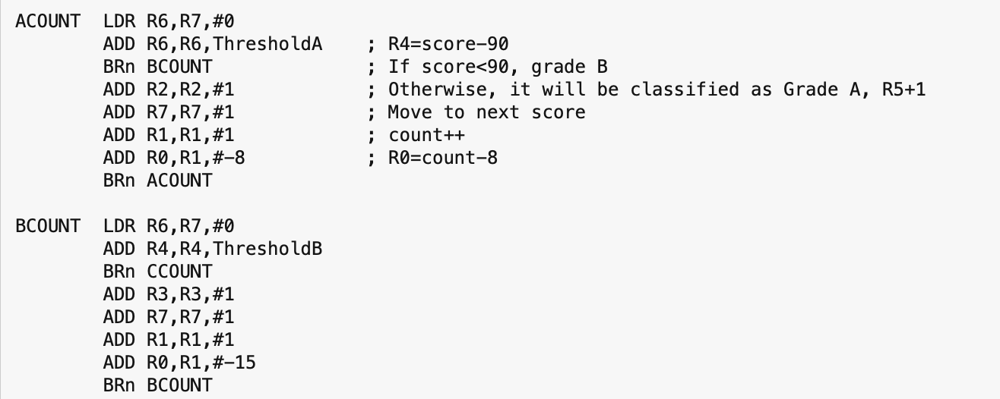 ACOUNT  LDR R6,R7,#0
        ADD R6,R6,ThresholdA    ; R4=score-90
        BRn BCOUNT              ; If score<90, grade B
        ADD R2,R2,#1            ; Otherwise, it will be classified as Grade A, R5+1
        ADD R7,R7,#1            ; Move to next score
        ADD R1,R1,#1            ; count++
        ADD R0,R1,#-8           ; R0=count-8
        BRn ACOUNT

BCOUNT  LDR R6,R7,#0
        ADD R4,R4,ThresholdB
        BRn CCOUNT
        ADD R3,R3,#1
        ADD R7,R7,#1
        ADD R1,R1,#1
        ADD R0,R1,#-15
        BRn BCOUNT